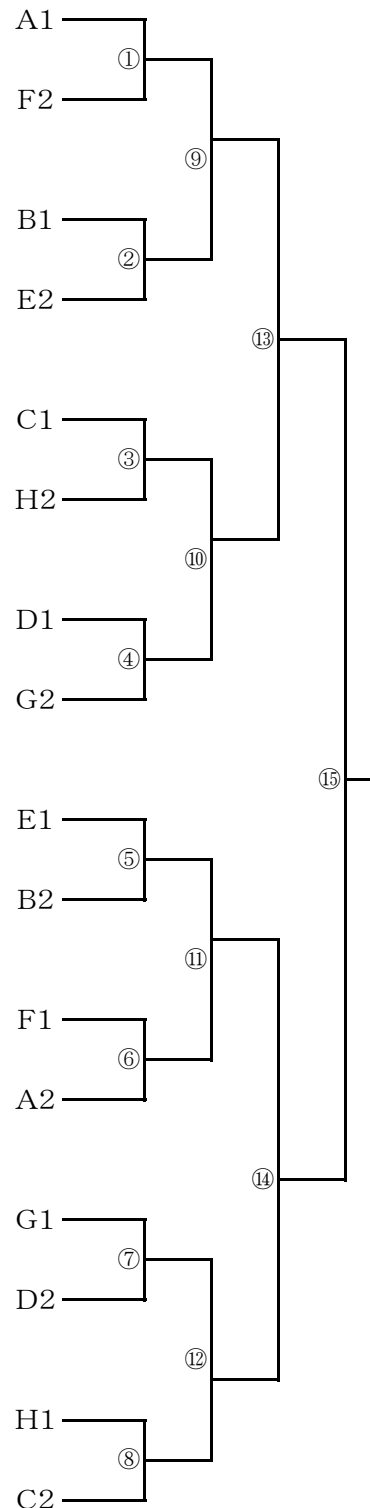 A1
①
F2
⑨
B1
②
E2
⑬
C1
③
H2
⑩
D1
④
G2
⑮
E1
⑤
B2
⑪
F1
⑥
A2
⑭
G1
⑦
D2
⑫
H1
⑧
C2